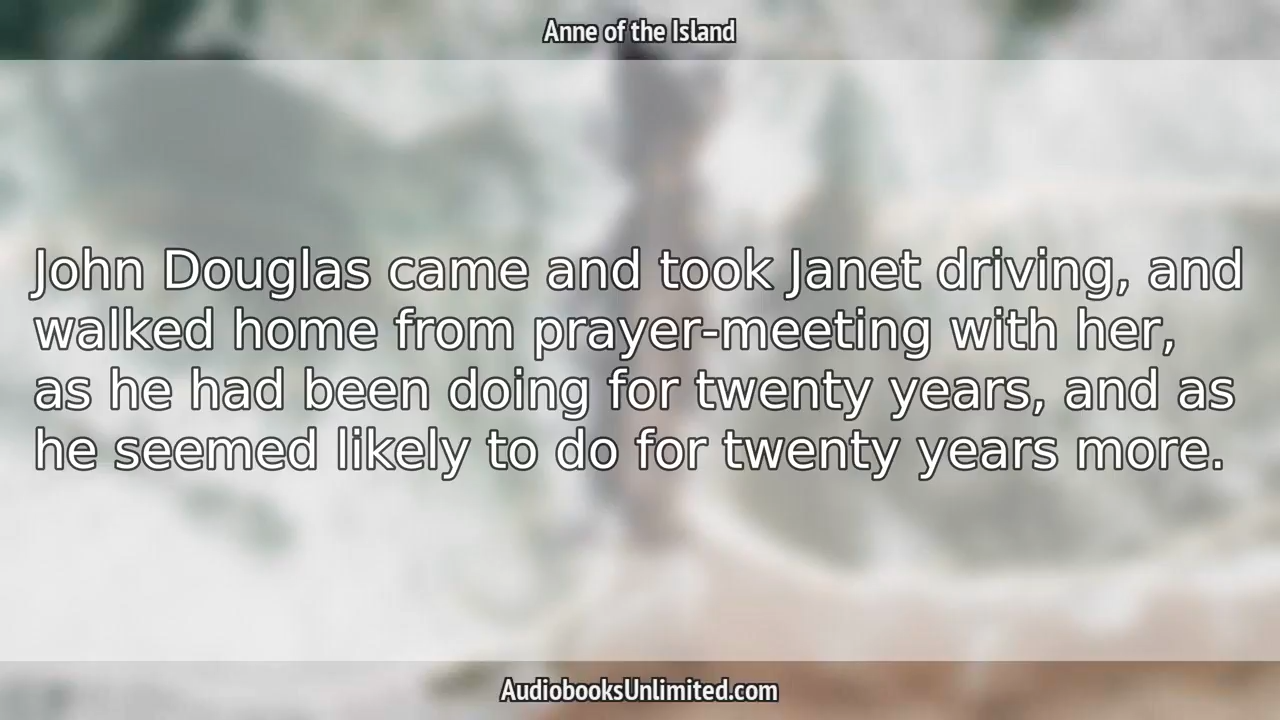 Anne of the Island
John Douglas came and took Janet driving, and
walked home from prayer-meeting with her,
as he had been doing for twenty years, and as
he seemed likely to do for twenty years more.
AudiobooksUnlimited.com